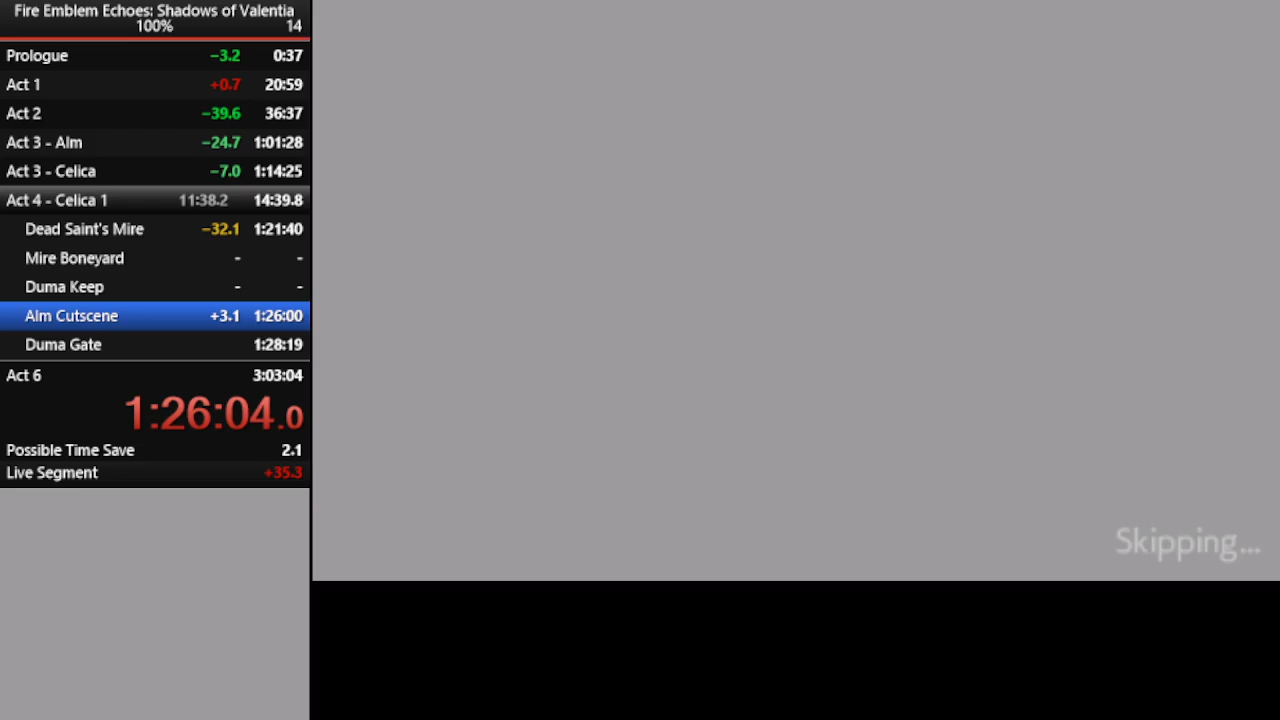 Fire Emblem Echoes: Shadows of Valentia
100% 14
Prologue −3.2 0:37
Act 1 +0.7 20:59
Act 2 −39.6 36:37
Act 3 - Alm −24.7 1:01:28
Act 3 - Celica −7.0 1:14:25
Act 4 - Celica 1 11:38.2 14:39.8
Dead Saint's Mire −32.1 1:21:40
Mire Boneyard - -
Duma Keep - -
Alm Cutscene +3.1 1:26:00
Duma Gate 1:28:19
Act 6 3:03:04
1:26:04.0
Possible Time Save 2.1
Live Segment +35.3
Skipping...